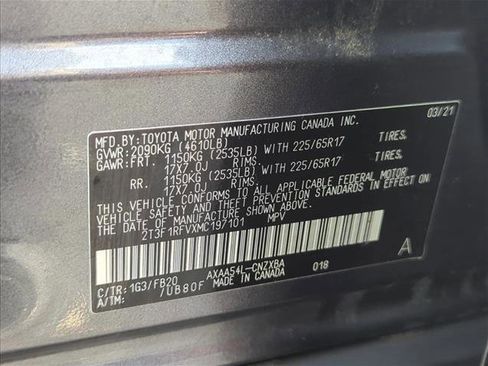 MFD.BY:TOYOTA MOTOR MANUFACTURING CANADA INC. 03/21
GVWR:2090KG (4610LB)
GAWR:FRT. 1150KG (2535LB) WITH 225/65R17 TIRES,
17X7.0J RIMS,
RR. 1150KG (2535LB) WITH 225/65R17 TIRES,
17X7.0J RIMS,
THIS VEHICLE CONFORMS TO ALL APPLICABLE FEDERAL MOTOR
VEHICLE SAFETY AND THEFT PREVENTION STANDARDS IN EFFECT ON
THE DATE OF MANUFACTURE SHOWN ABOVE.
2T3F1RFVXMC197101 MPV
A
C/TR: 1G3/FB20 AXAA54L-CNZXBA 018
A/TM: /UB80F MADE IN CANADA